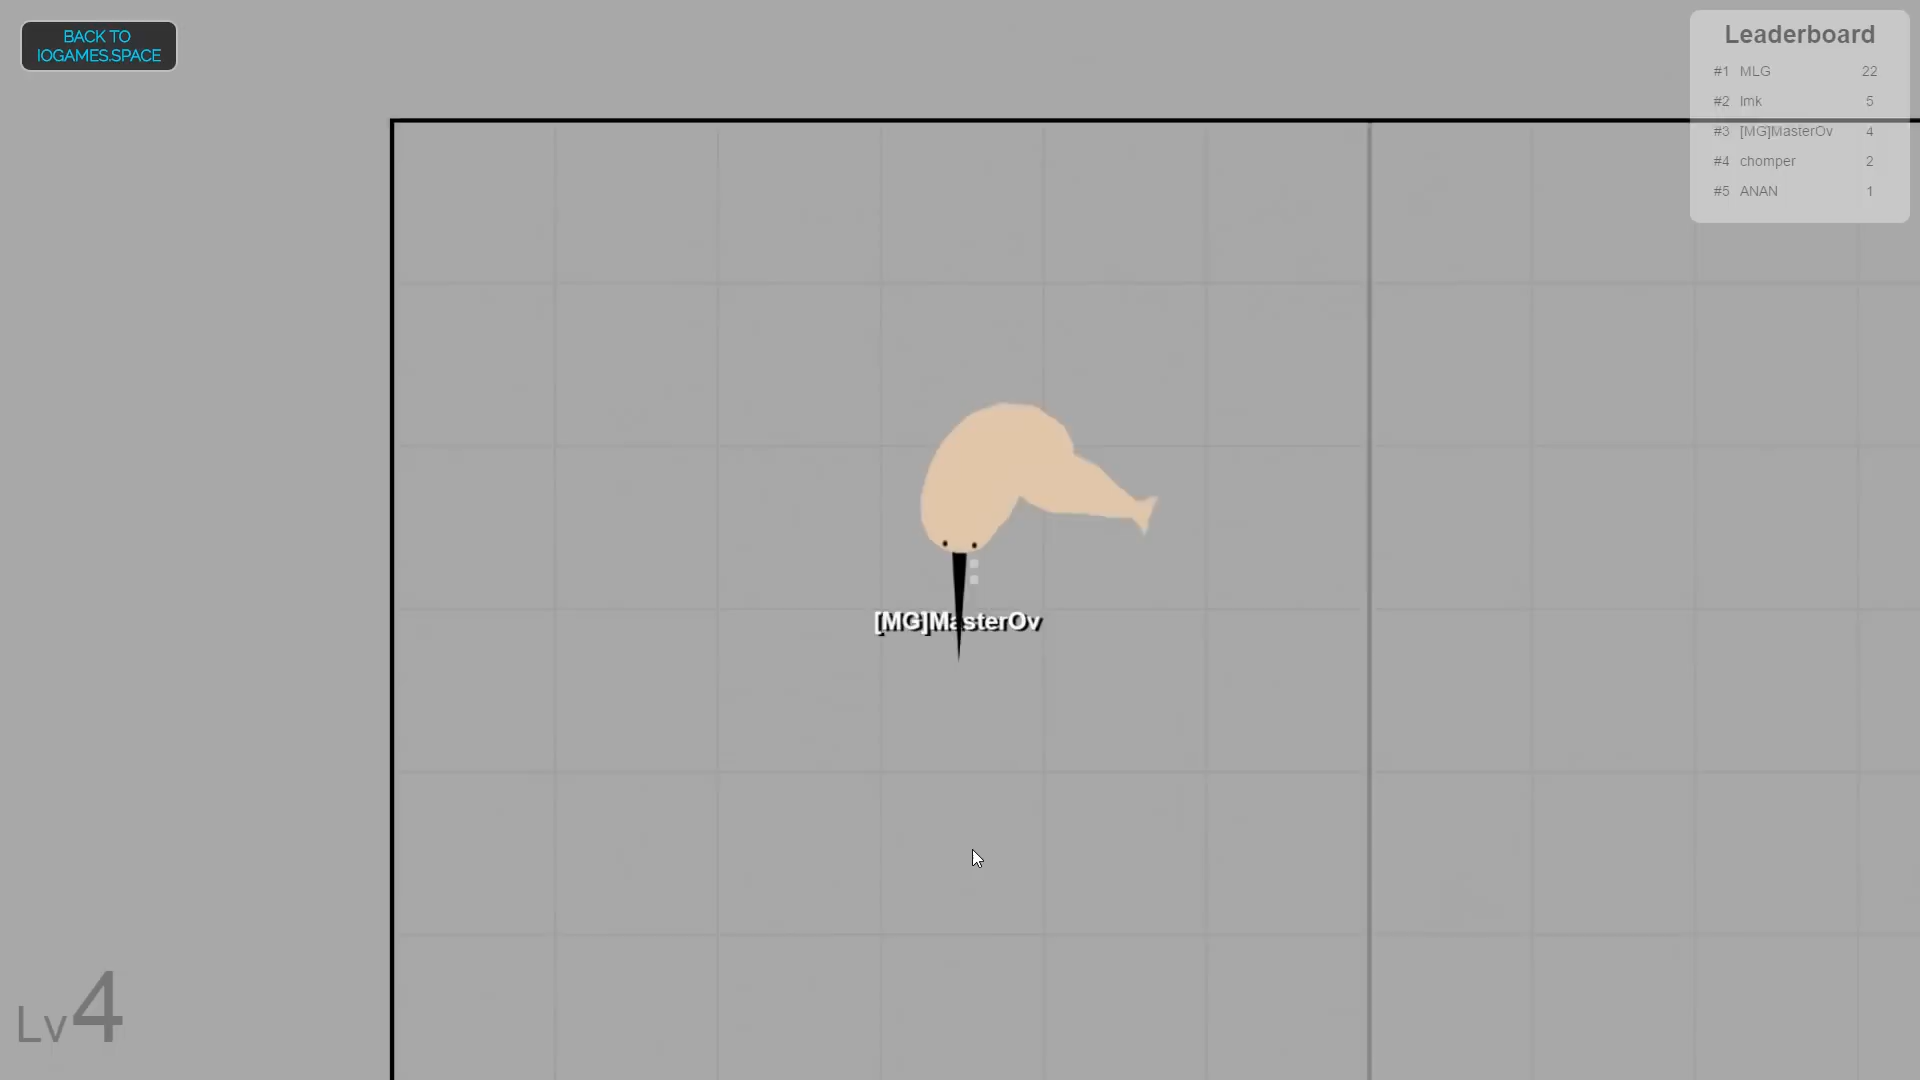 BACK TO
IOGAMES.SPACE
Leaderboard
#1 MLG 22
#2 lmk 5
#3 [MG]MasterOv 4
#4 chomper 2
#5 ANAN 1
[MG]MasterOv
Lv4